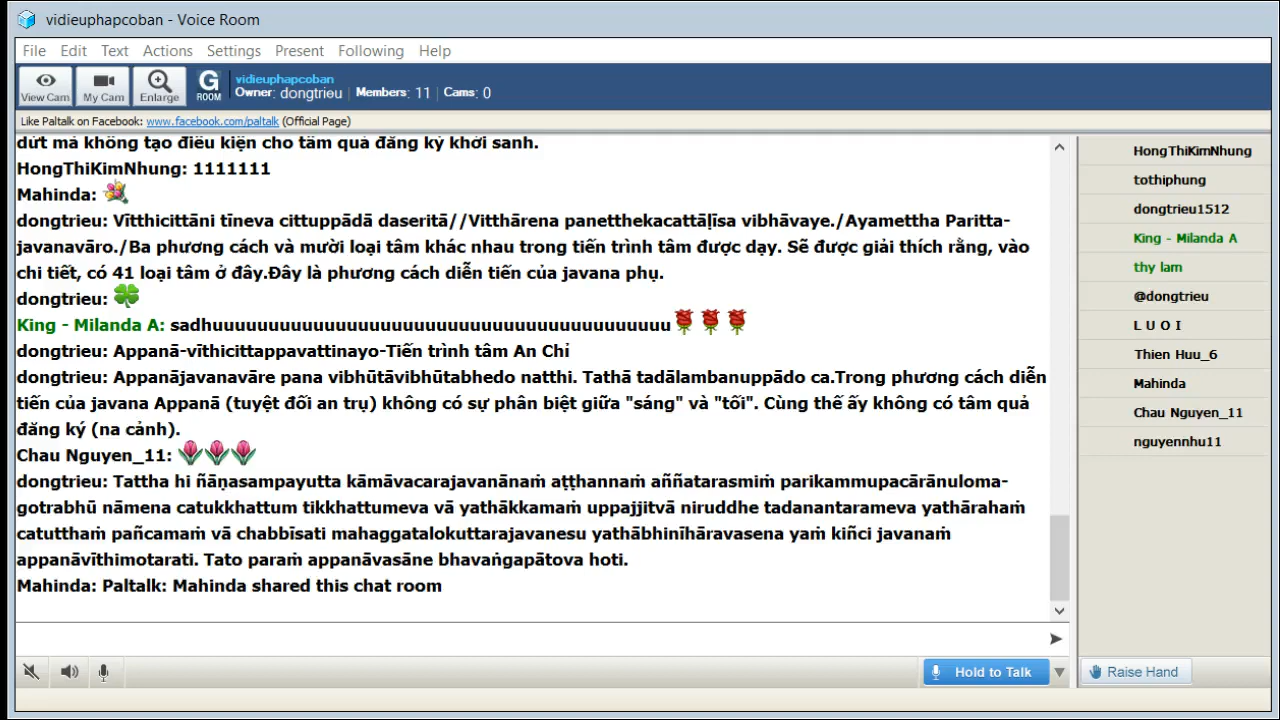 vidieuphapcoban - Voice Room
File Edit Text Actions Settings Present Following Help
View Cam My Cam Enlarge G ROOM
vidieuphapcoban
Owner: dongtrieu | Members: 11 | Cams: 0
Like Paltalk on Facebook: www.facebook.com/paltalk (Official Page)
dứt mà không tạo điều kiện cho tâm quả đăng ký khởi sanh.
HongThiKimNhung: 1111111
Mahinda:
dongtrieu: Vītthicittāni tīneva cittuppādā daseritā//Vitthārena panetthekacattāḷīsa vibhāvaye./Ayamettha Paritta-
javanavāro./Ba phương cách và mười loại tâm khác nhau trong tiến trình tâm được dạy. Sẽ được giải thích rằng, vào
chi tiết, có 41 loại tâm ở đây.Đây là phương cách diễn tiến của javana phụ.
dongtrieu:
King - Milanda A: sadhuuuuuuuuuuuuuuuuuuuuuuuuuuuuuuuuuuuuuuuuu
dongtrieu: Appanā-vīthicittappavattinayo-Tiến trình tâm An Chỉ
dongtrieu: Appanājavanavāre pana vibhūtāvibhūtabhedo natthi. Tathā tadālambanuppādo ca.Trong phương cách diễn
tiến của javana Appanā (tuyệt đối an trụ) không có sự phân biệt giữa "sáng" và "tối". Cùng thế ấy không có tâm quả
đăng ký (na cảnh).
Chau Nguyen_11:
dongtrieu: Tattha hi ñāṇasampayutta kāmāvacarajavanānaṁ aṭṭhannaṁ aññatarasmiṁ parikammupacārānuloma-
gotrabhū nāmena catukkhattum tikkhattumeva vā yathākkamaṁ uppajjitvā niruddhe tadanantarameva yathārahaṁ
catutthaṁ pañcamaṁ vā chabbīsati mahaggatalokuttarajavanesu yathābhinīhāravasena yaṁ kiñci javanaṁ
appanāvīthimotarati. Tato paraṁ appanāvasāne bhavaṅgapātova hoti.
Mahinda: Paltalk: Mahinda shared this chat room
HongThiKimNhung
tothiphung
dongtrieu1512
King - Milanda A
thy lam
@dongtrieu
L U O I
Thien Huu_6
Mahinda
Chau Nguyen_11
nguyennhu11
Hold to Talk
Raise Hand